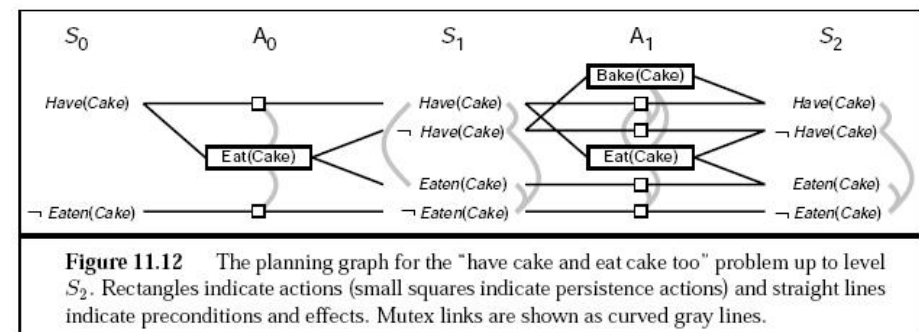 S0 A0 S1 A1 S2
Bake(Cake)
Have(Cake) Have(Cake) Have(Cake)
¬ Have(Cake) ¬ Have(Cake)
Eat(Cake) Eat(Cake)
Eaten(Cake) Eaten(Cake)
¬ Eaten(Cake) ¬ Eaten(Cake) ¬ Eaten(Cake)
Figure 11.12 The planning graph for the "have cake and eat cake too" problem up to level
S2. Rectangles indicate actions (small squares indicate persistence actions) and straight lines
indicate preconditions and effects. Mutex links are shown as curved gray lines.